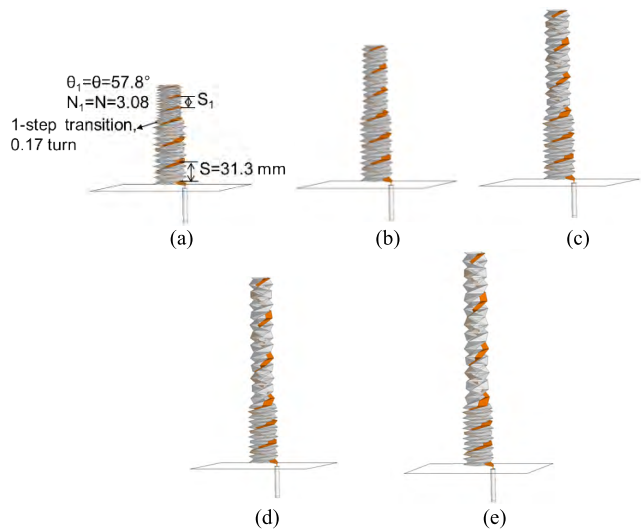 θ₁=θ=57.8°
N₁=N=3.08
S₁
1-step transition,
0.17 turn
S=31.3 mm
(a)
(b)
(c)
(d)
(e)